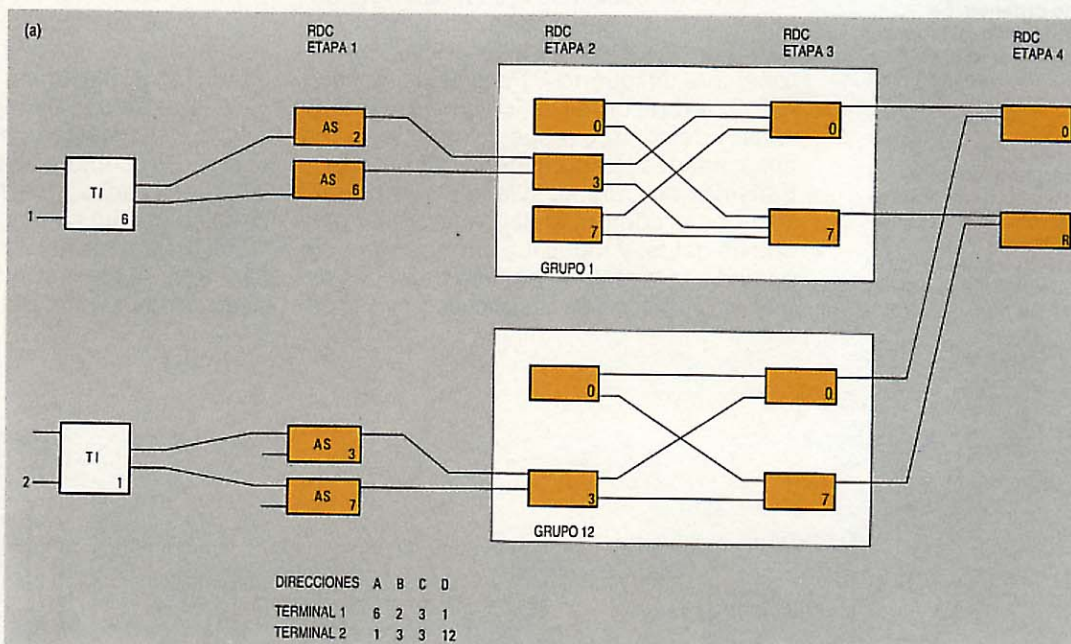 (a)
RDC
ETAPA 1
RDC
ETAPA 2
RDC
ETAPA 3
RDC
ETAPA 4
AS
2
AS
6
TI
6
1
0
3
7
0
7
GRUPO 1
0
R
TI
1
2
AS
3
AS
7
0
3
0
7
GRUPO 12
DIRECCIONES A B C D
TERMINAL 1 6 2 3 1
TERMINAL 2 1 3 3 12